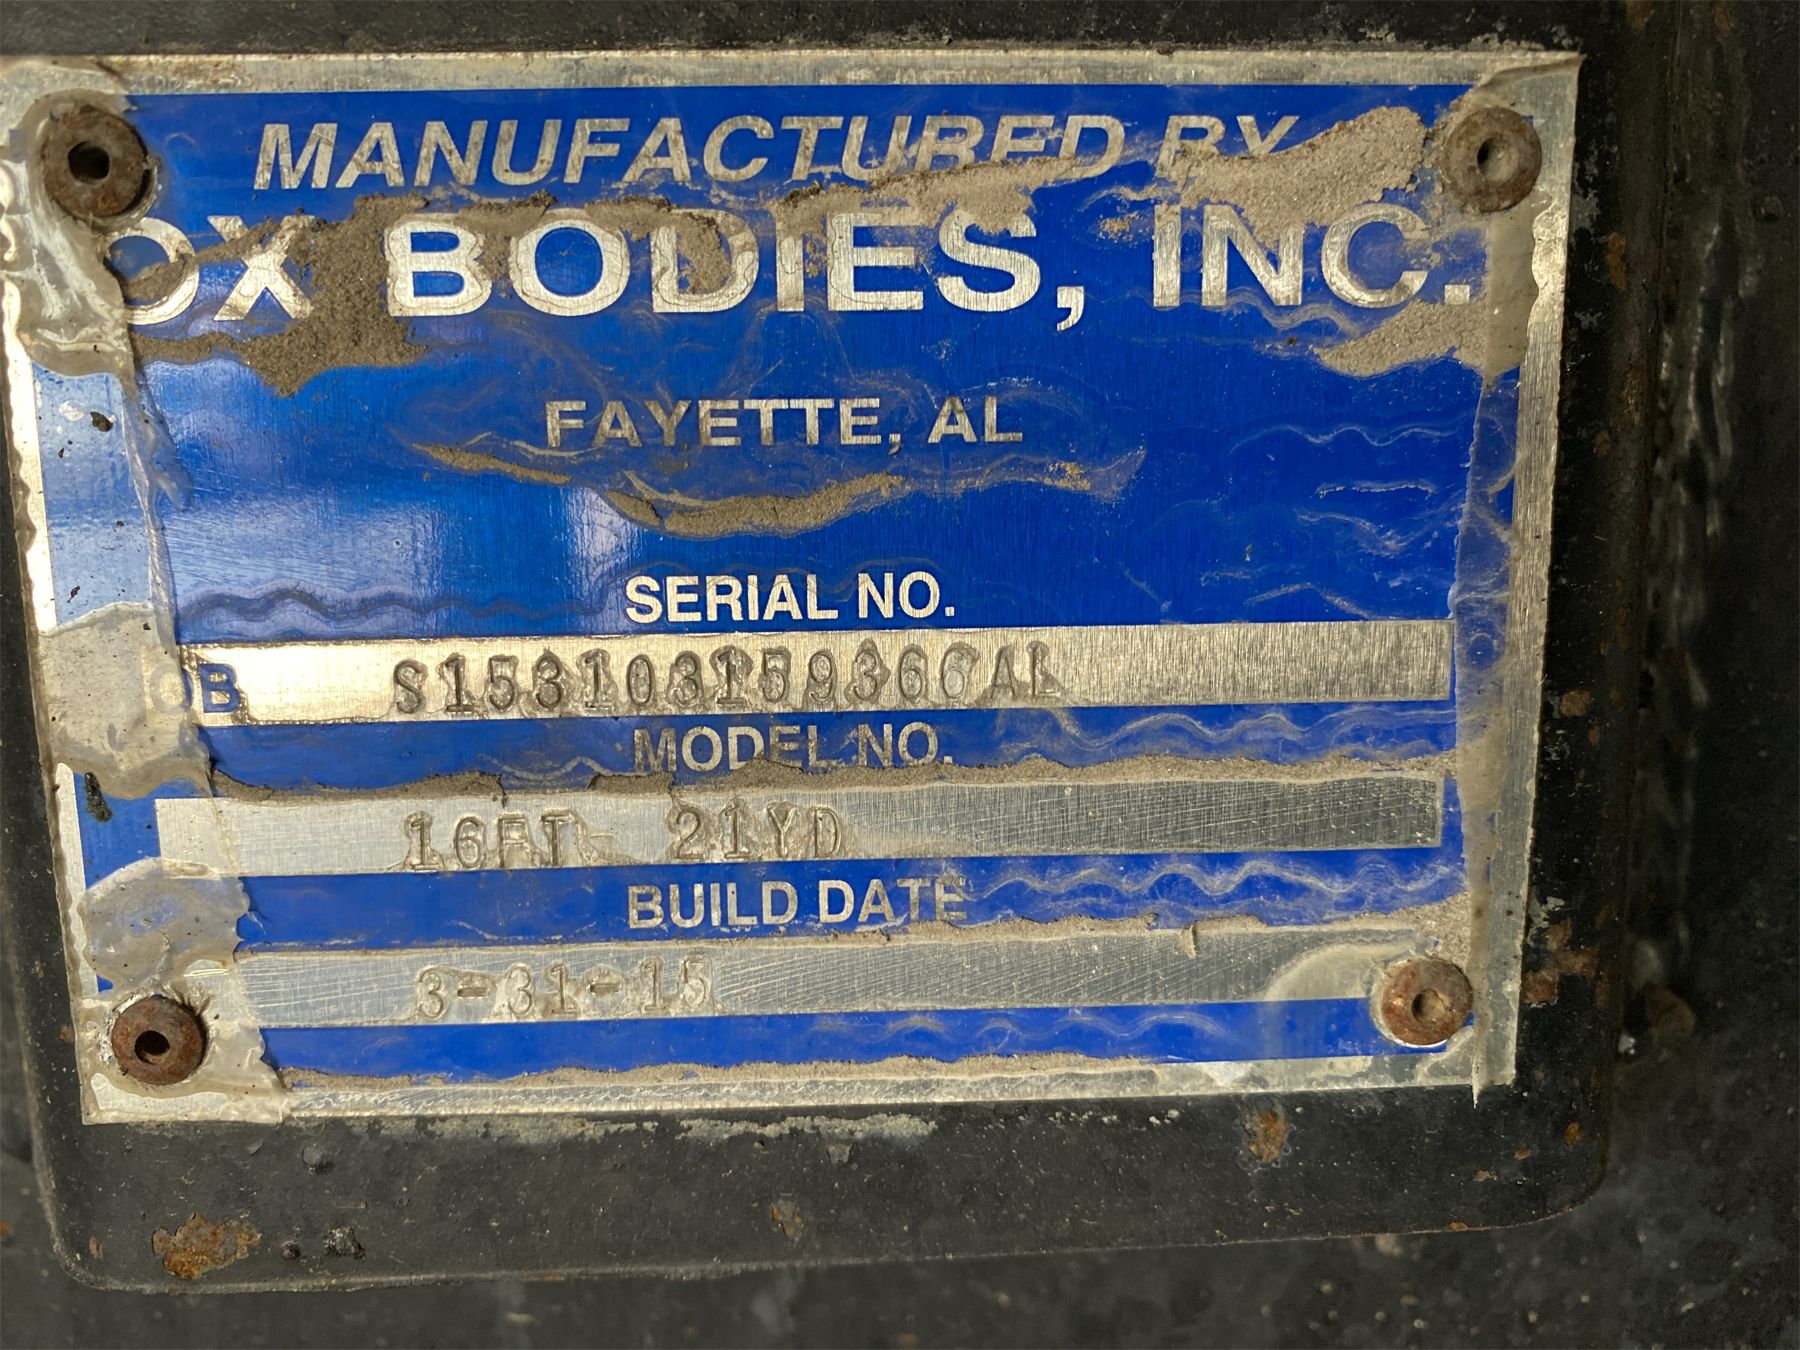 MANUFACTURED BY
OX BODIES, INC.
FAYETTE, AL
SERIAL NO.
OB S153103159366AL
MODEL NO.
16FT 21YD
BUILD DATE
3-31-15